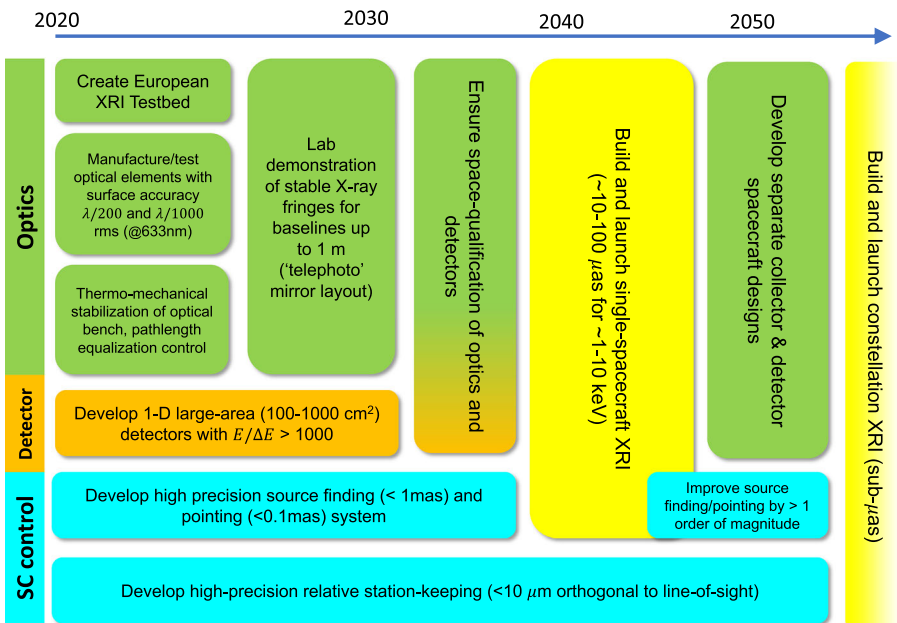 2020
2030
2040
2050
Optics
Create European
XRI Testbed
Manufacture/test
optical elements with
surface accuracy
λ/200 and λ/1000
rms (@633nm)
Thermo-mechanical
stabilization of optical
bench, pathlength
equalization control
Lab
demonstration
of stable X-ray
fringes for
baselines up
to 1 m
('telephoto'
mirror layout)
Ensure space-qualification of optics and
detectors
Build and launch single-spacecraft XRI
(~10-100 μas for ~1-10 keV)
Develop separate collector & detector
spacecraft designs
Build and launch constellation XRI (sub-μas)
Detector
Develop 1-D large-area (100-1000 cm²)
detectors with E/ΔE > 1000
SC control
Develop high precision source finding (< 1mas) and
pointing (<0.1mas) system
Improve source
finding/pointing by > 1
order of magnitude
Develop high-precision relative station-keeping (<10 μm orthogonal to line-of-sight)